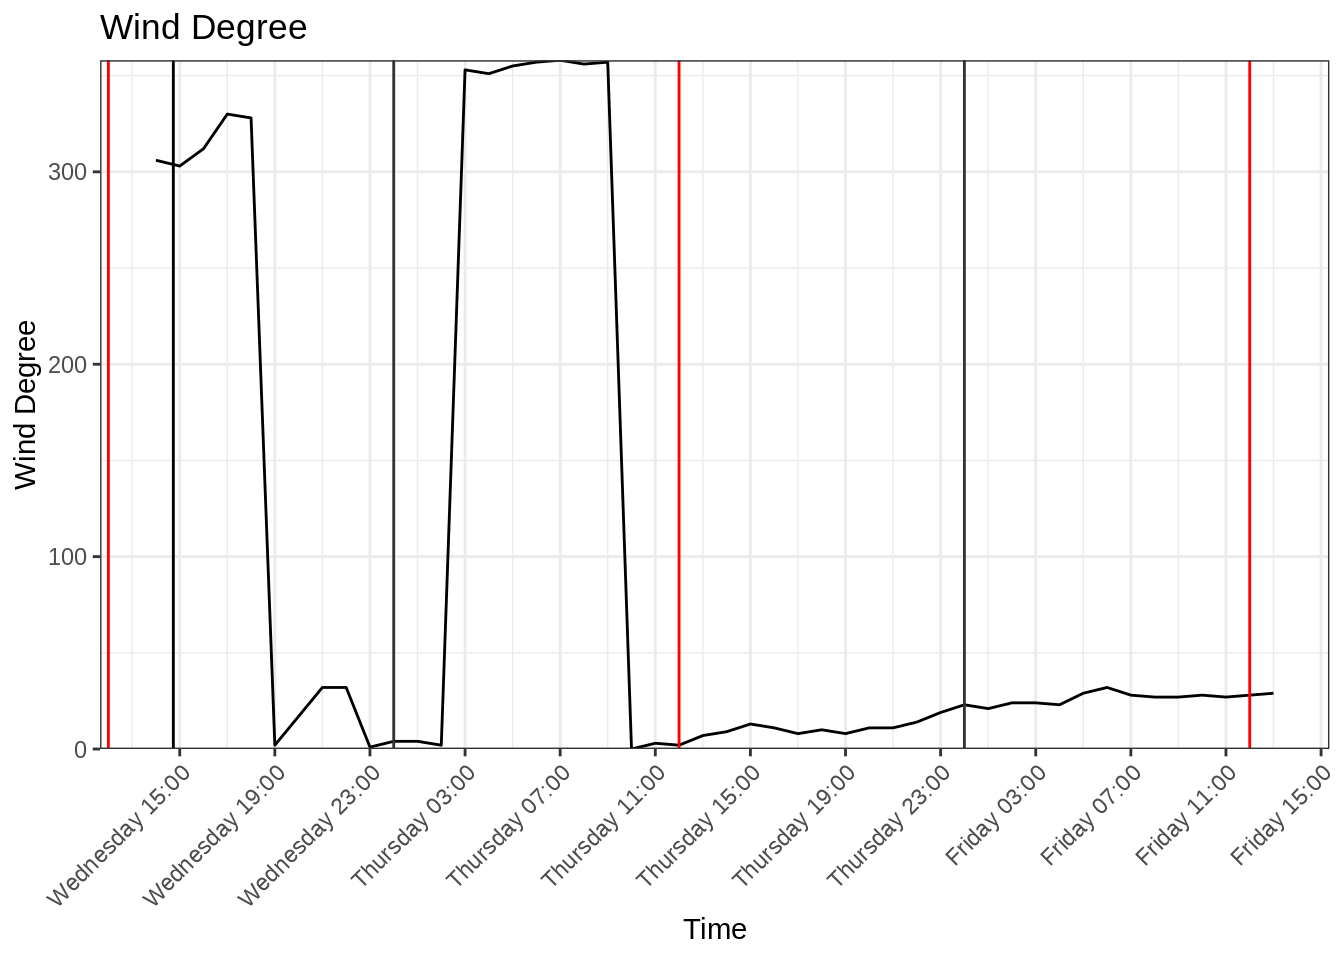 Wind Degree
Wind Degree
300
200
100
0
Wednesday 15:00
Wednesday 19:00
Wednesday 23:00
Thursday 03:00
Thursday 07:00
Thursday 11:00
Thursday 15:00
Thursday 19:00
Thursday 23:00
Friday 03:00
Friday 07:00
Friday 11:00
Friday 15:00
Time